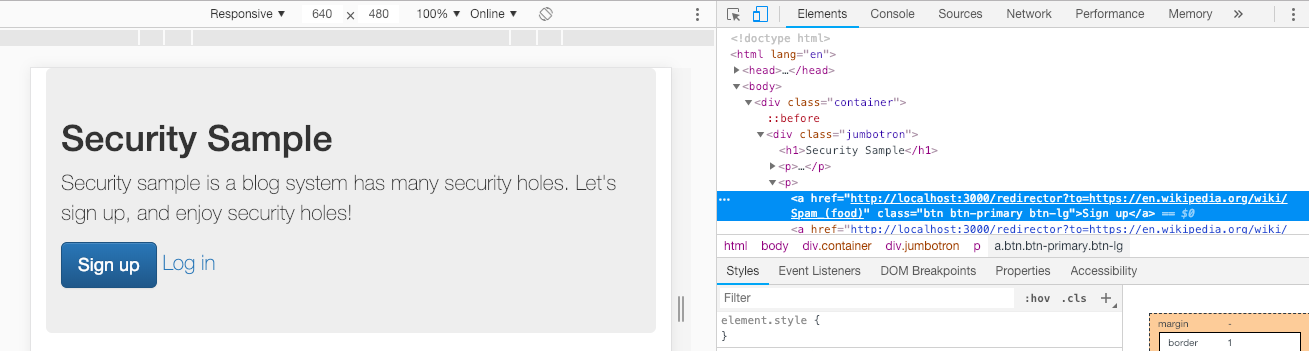 Responsive ▼ 640 × 480 100% ▼ Online ▼
Security Sample
Security sample is a blog system has many security holes. Let's
sign up, and enjoy security holes!
Sign up Log in
Elements Console Sources Network Performance Memory »
<!doctype html>
<html lang="en">
▶<head>…</head>
▼<body>
▼<div class="container">
::before
▼<div class="jumbotron">
<h1>Security Sample</h1>
▶<p>…</p>
▼<p>
<a href="http://localhost:3000/redirector?to=https://en.wikipedia.org/wiki/
Spam_(food)" class="btn btn-primary btn-lg">Sign up</a> == $0
<a href="http://localhost:3000/redirector?to=https://en.wikipedia.org/wiki/
html body div.container div.jumbotron p a.btn.btn-primary.btn-lg
Styles Event Listeners DOM Breakpoints Properties Accessibility
Filter :hov .cls +
element.style {
}
margin -
border 1